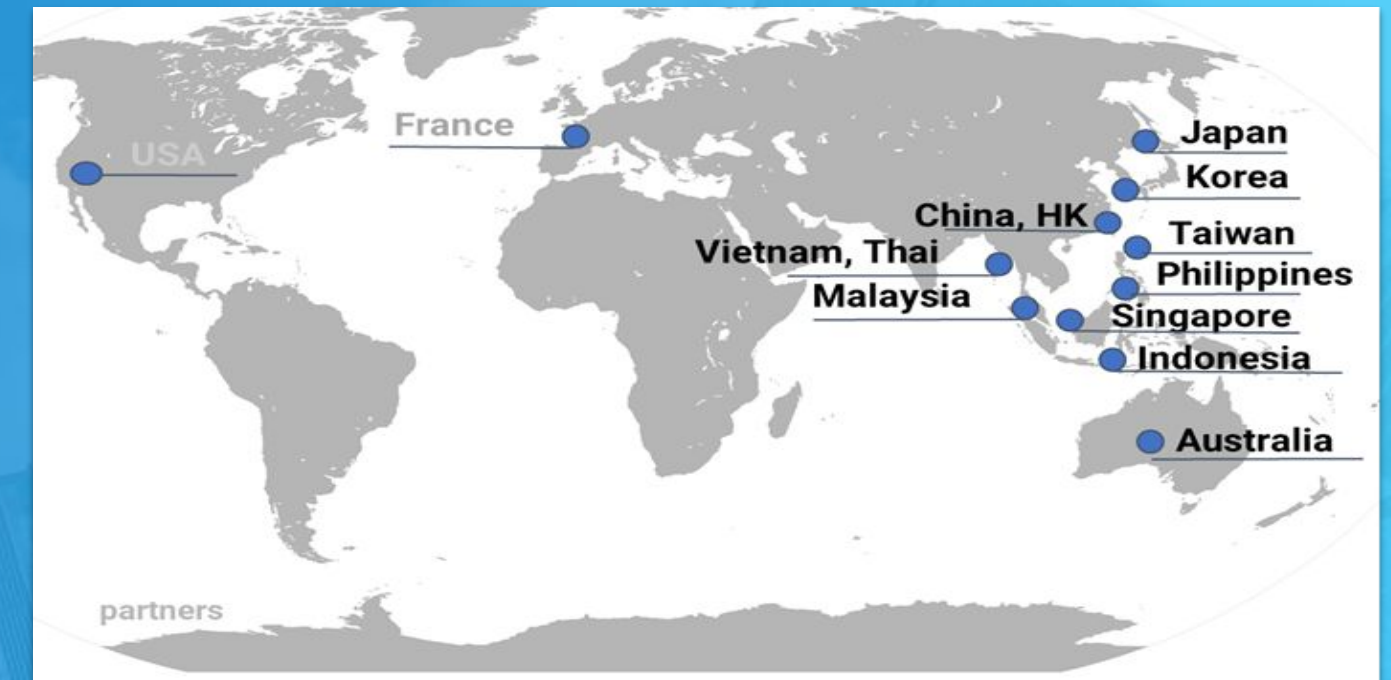 France
USA
Japan
Korea
China, HK
Taiwan
Vietnam, Thai
Philippines
Malaysia
Singapore
Indonesia
Australia
partners